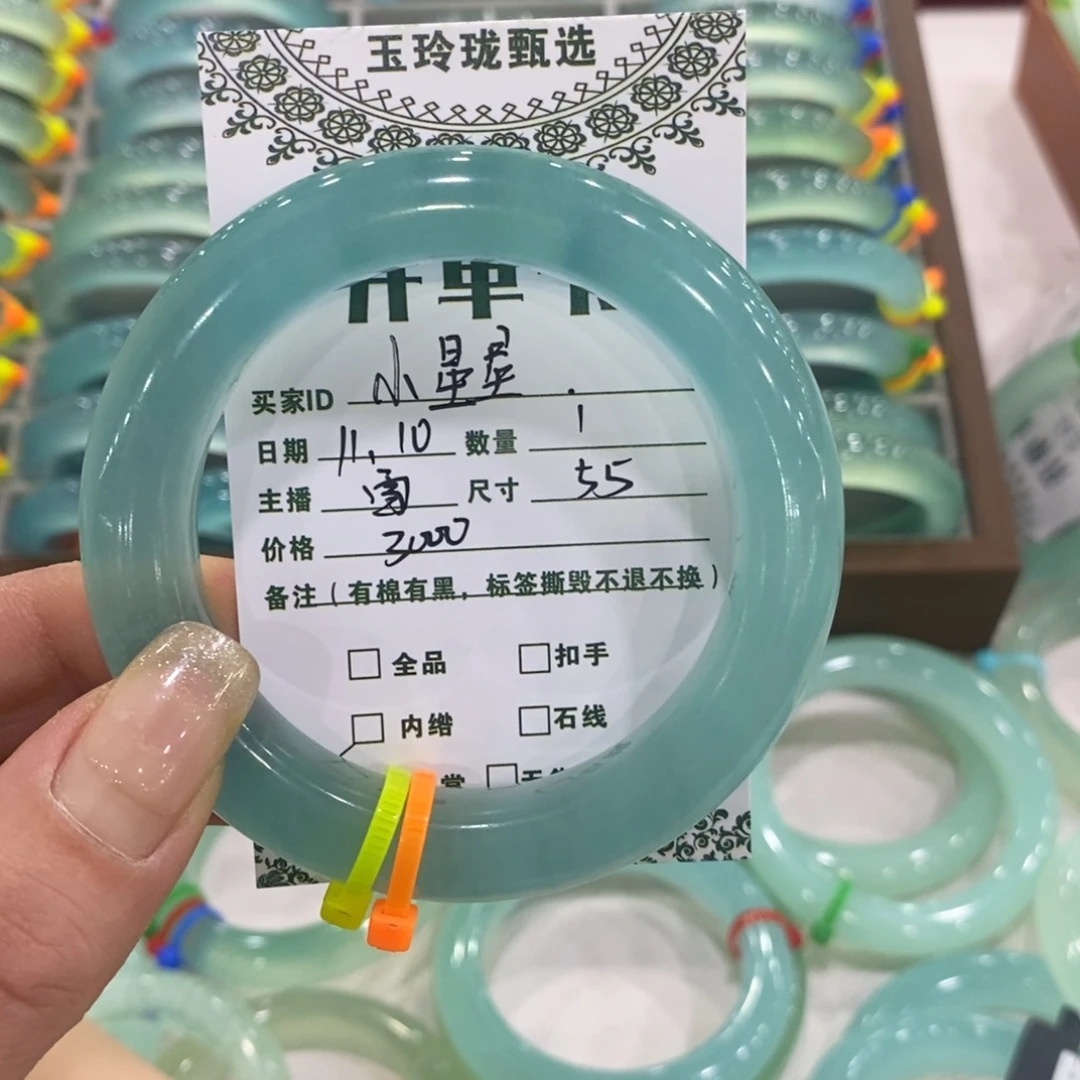 玉玲珑甄选
开单
买家ID 小星星
日期 11.10 数量 1
主播 雪 尺寸 55
价格 3000
备注（有棉有黑，标签撕毁不退不换）
□ 全品 □ 扣手
□ 内绺 □ 石线